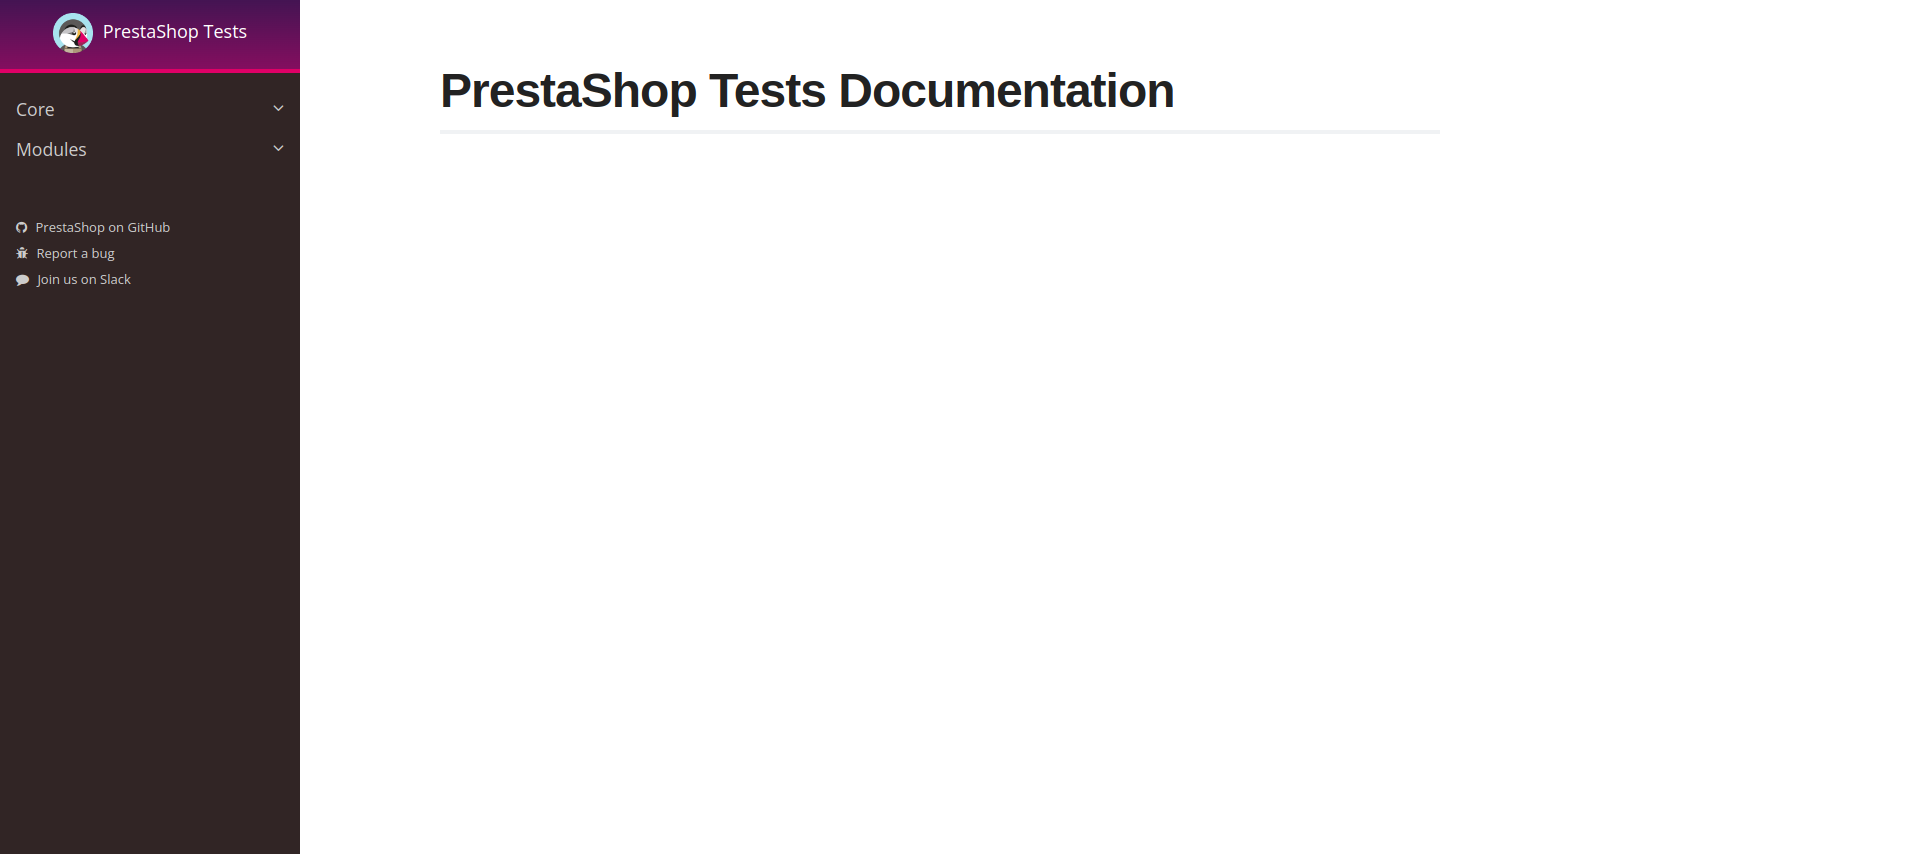 PrestaShop Tests
Core
Modules
PrestaShop on GitHub
Report a bug
Join us on Slack
PrestaShop Tests Documentation